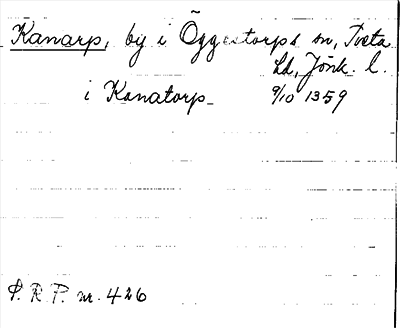 Kanarp, by i Öggestorps sn, Tveta
hd, Jönk. l.
i Kanatorp 9/10 1359
S. R. P. nr. 426